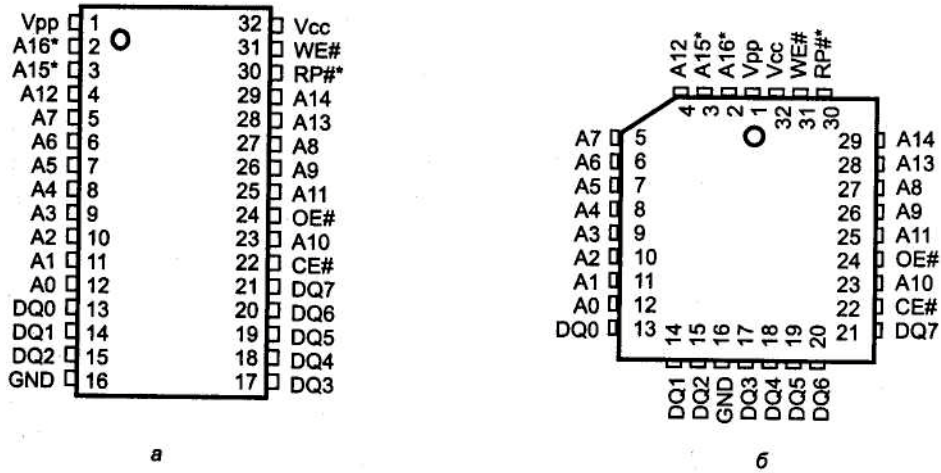 Vpp 1 32 Vcc
A16* 2 31 WE#
A15* 3 30 RP#*
A12 4 29 A14
A7 5 28 A13
A6 6 27 A8
A5 7 26 A9
A4 8 25 A11
A3 9 24 OE#
A2 10 23 A10
A1 11 22 CE#
A0 12 21 DQ7
DQ0 13 20 DQ6
DQ1 14 19 DQ5
DQ2 15 18 DQ4
GND 16 17 DQ3
а
A12 A15* A16* Vpp Vcc WE# RP#*
4 3 2 1 32 31 30
A7 5 29 A14
A6 6 28 A13
A5 7 27 A8
A4 8 26 A9
A3 9 25 A11
A2 10 24 OE#
A1 11 23 A10
A0 12 22 CE#
DQ0 13 21 DQ7
14 15 16 17 18 19 20
DQ1 DQ2 GND DQ3 DQ4 DQ5 DQ6
б